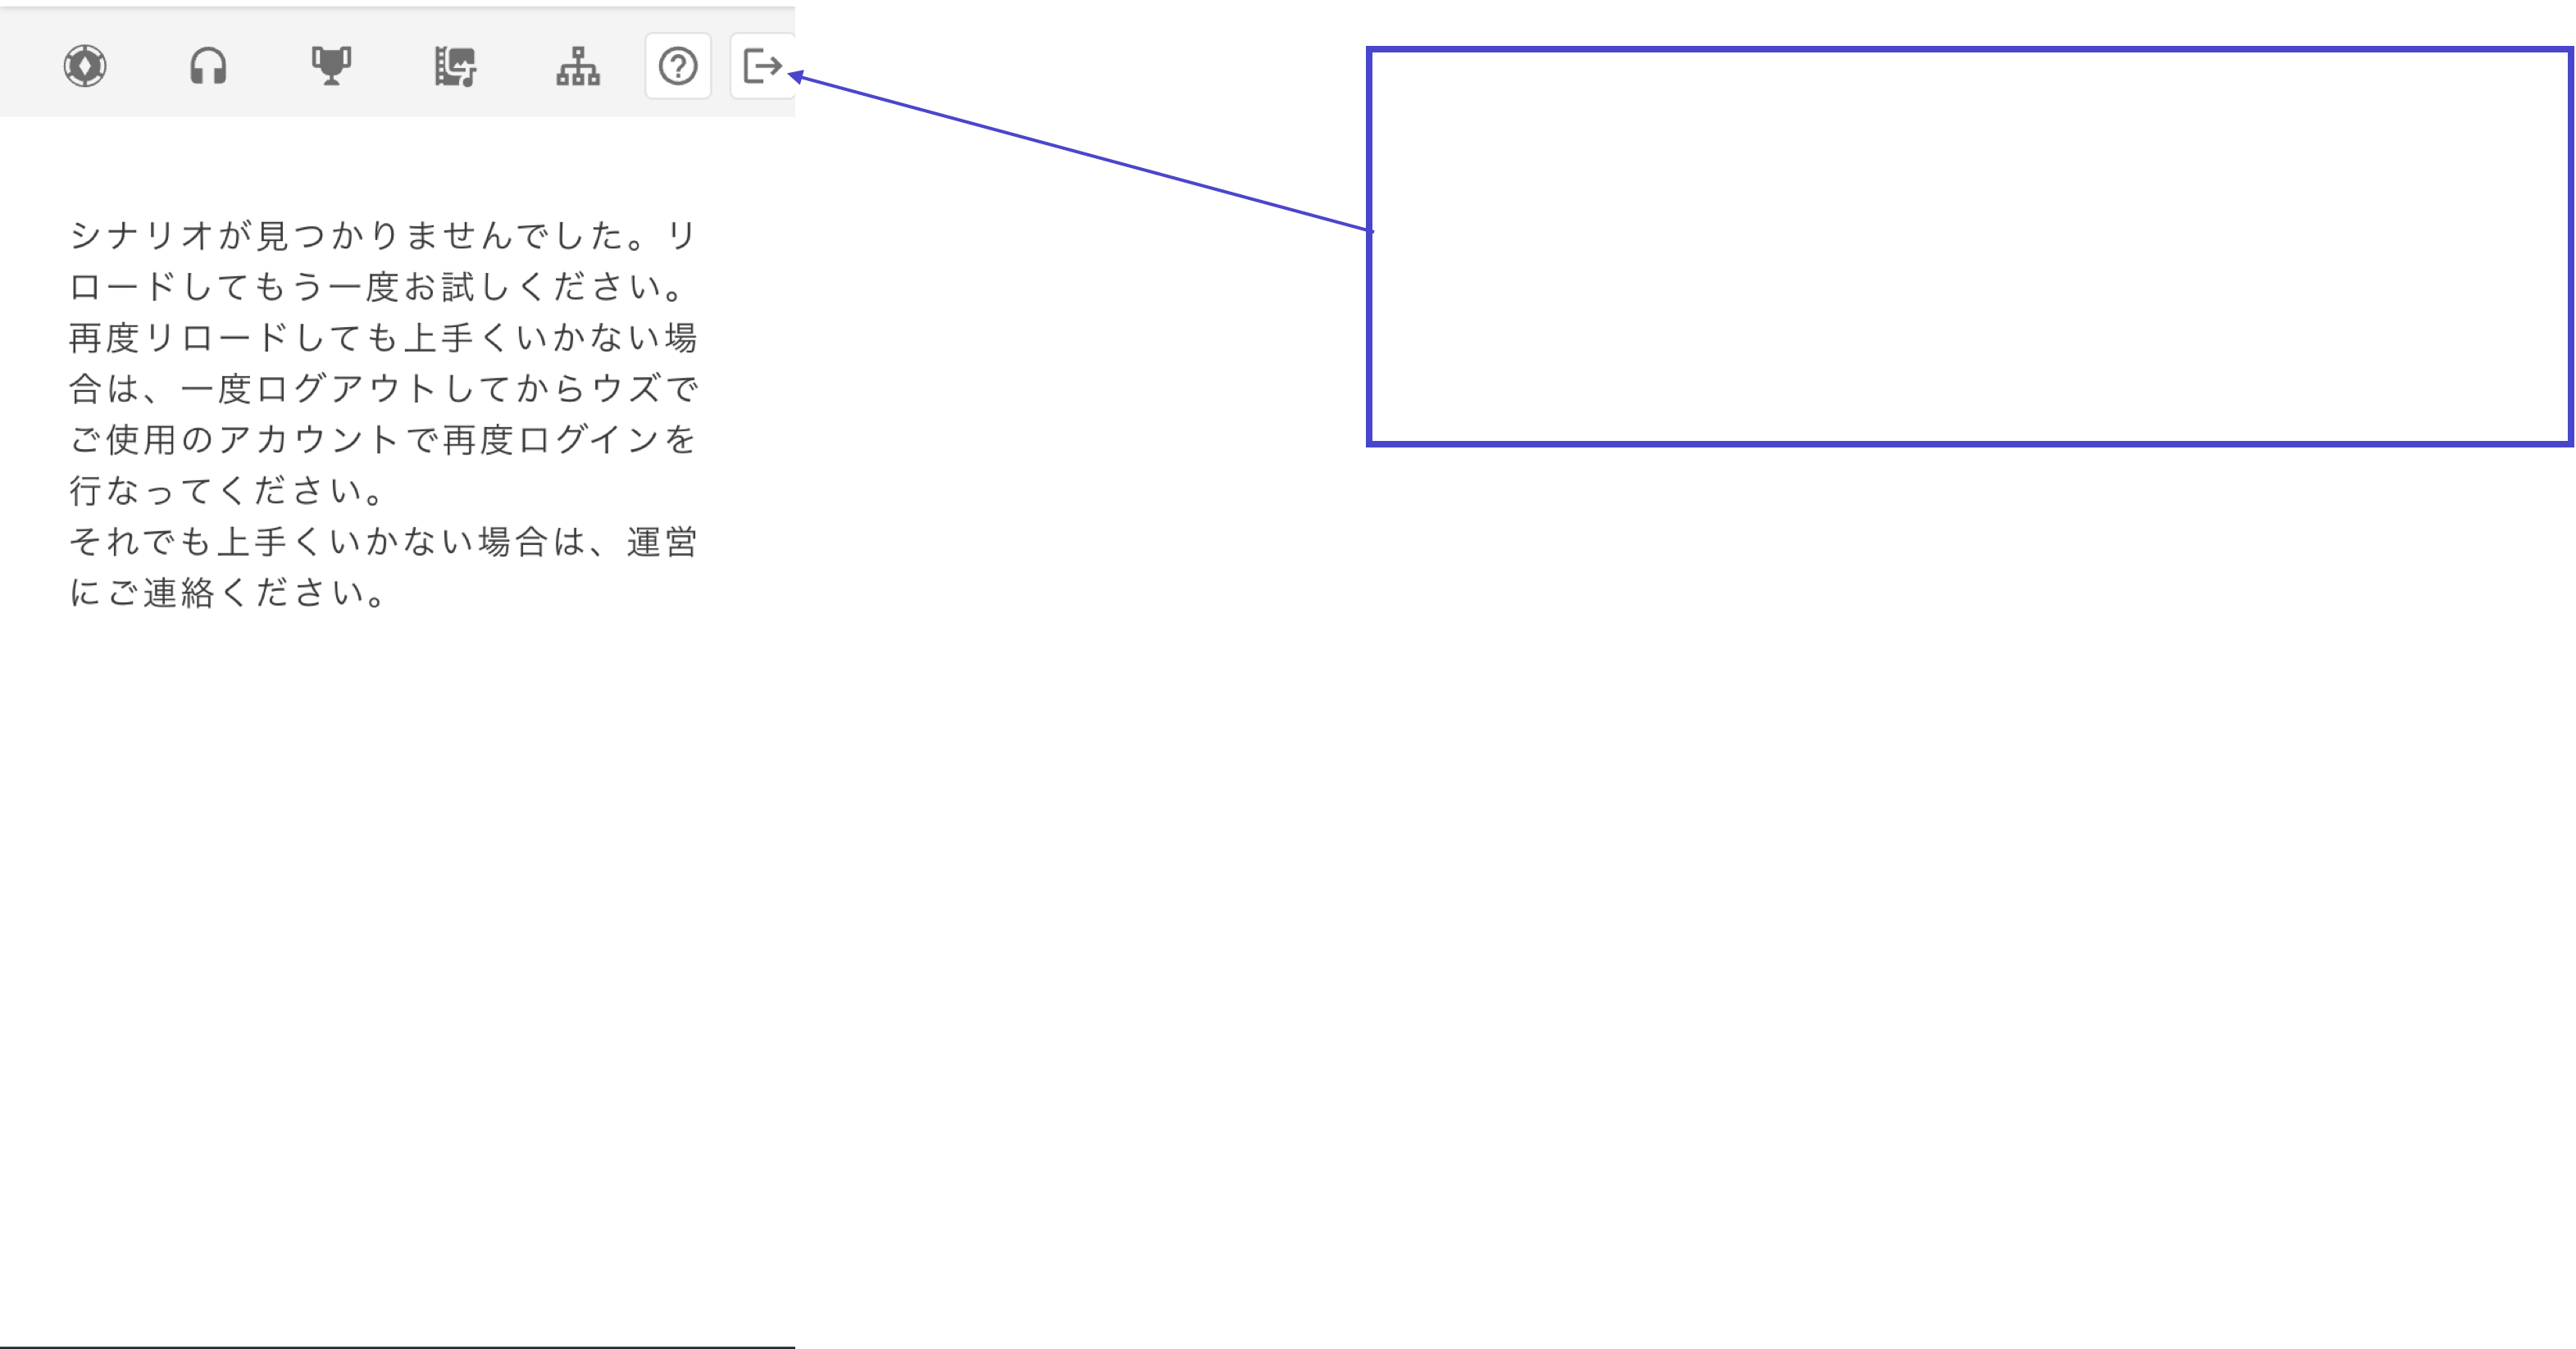 シナリオが見つかりませんでした。リ
ロードしてもう一度お試しください。
再度リロードしても上手くいかない場
合は、一度ログアウトしてからウズで
ご使用のアカウントで再度ログインを
行なってください。
それでも上手くいかない場合は、運営
にご連絡ください。